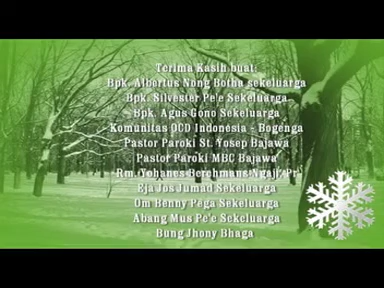 Terima Kasih buat:
Bpk. Albertus Nong Botha sekeluarga
Bpk. Silvester Pe'e Sekeluarga
Bpk. Agus Gono Sekeluarga
Komunitas OCD Indonesia - Bogenga
Pastor Paroki St. Yosep Bajawa
Pastor Paroki MBC Bajawa
Rm. Yohanes Berchmans Ngaji, Pr
Eja Jos Jumad Sekeluarga
Om Benny Pega Sekeluarga
Abang Mus Pe'e Sekeluarga
Bung Jhony Bhaga